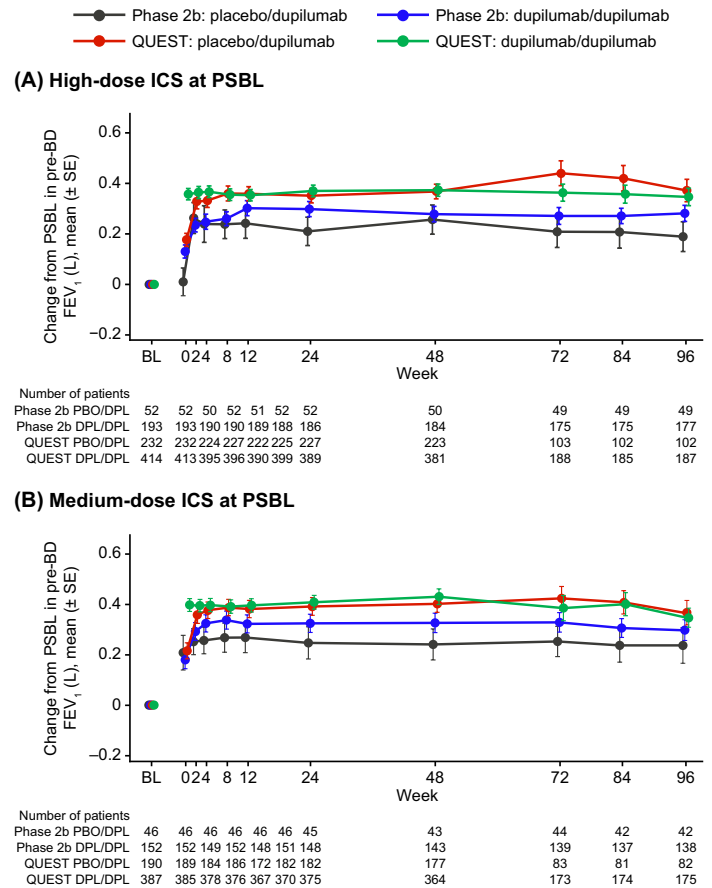 Phase 2b: placebo/dupilumab Phase 2b: dupilumab/dupilumab
QUEST: placebo/dupilumab QUEST: dupilumab/dupilumab
(A) High-dose ICS at PSBL
Change from PSBL in pre-BD
FEV1 (L), mean (± SE)
0.6
0.4
0.2
0
−0.2
BL 0 2 4 8 12 24 48 72 84 96
Week
Number of patients
Phase 2b PBO/DPL 52 52 50 52 51 52 52 50 49 49 49
Phase 2b DPL/DPL 193 193 190 190 189 188 186 184 175 175 177
QUEST PBO/DPL 232 232 224 227 222 225 227 223 103 102 102
QUEST DPL/DPL 414 413 395 396 390 399 389 381 188 185 187
(B) Medium-dose ICS at PSBL
Change from PSBL in pre-BD
FEV1 (L), mean (± SE)
0.6
0.4
0.2
0
−0.2
BL 0 2 4 8 12 24 48 72 84 96
Week
Number of patients
Phase 2b PBO/DPL 46 46 46 46 46 46 45 43 44 42 42
Phase 2b DPL/DPL 152 152 149 152 148 151 148 143 139 137 138
QUEST PBO/DPL 190 189 184 186 172 182 182 177 83 81 82
QUEST DPL/DPL 387 385 378 376 367 370 375 364 173 174 175